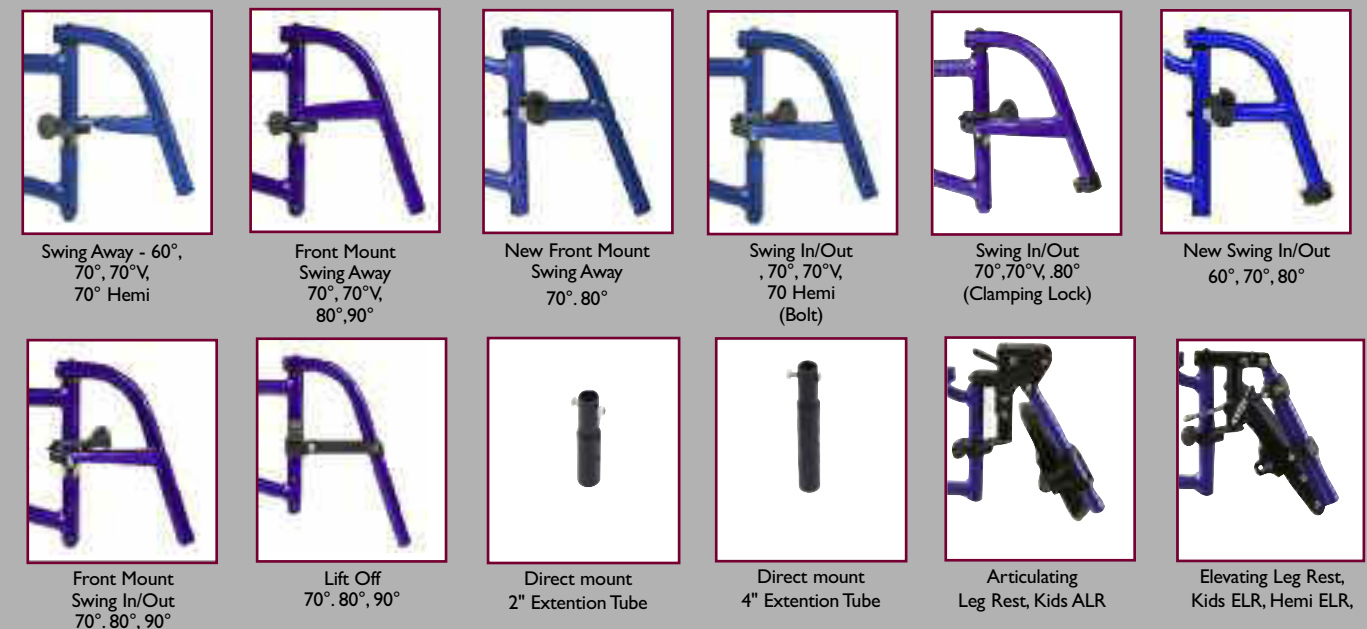 Swing Away - 60°,
70°, 70°V,
70° Hemi
Front Mount
Swing Away
70°, 70°V,
80°,90°
New Front Mount
Swing Away
70°. 80°
Swing In/Out
, 70°, 70°V,
70 Hemi
(Bolt)
Swing In/Out
70°,70°V, .80°
(Clamping Lock)
New Swing In/Out
60°, 70°, 80°
Front Mount
Swing In/Out
70°. 80°, 90°
Lift Off
70°. 80°, 90°
Direct mount
2" Extention Tube
Direct mount
4" Extention Tube
Articulating
Leg Rest, Kids ALR
Elevating Leg Rest,
Kids ELR, Hemi ELR,